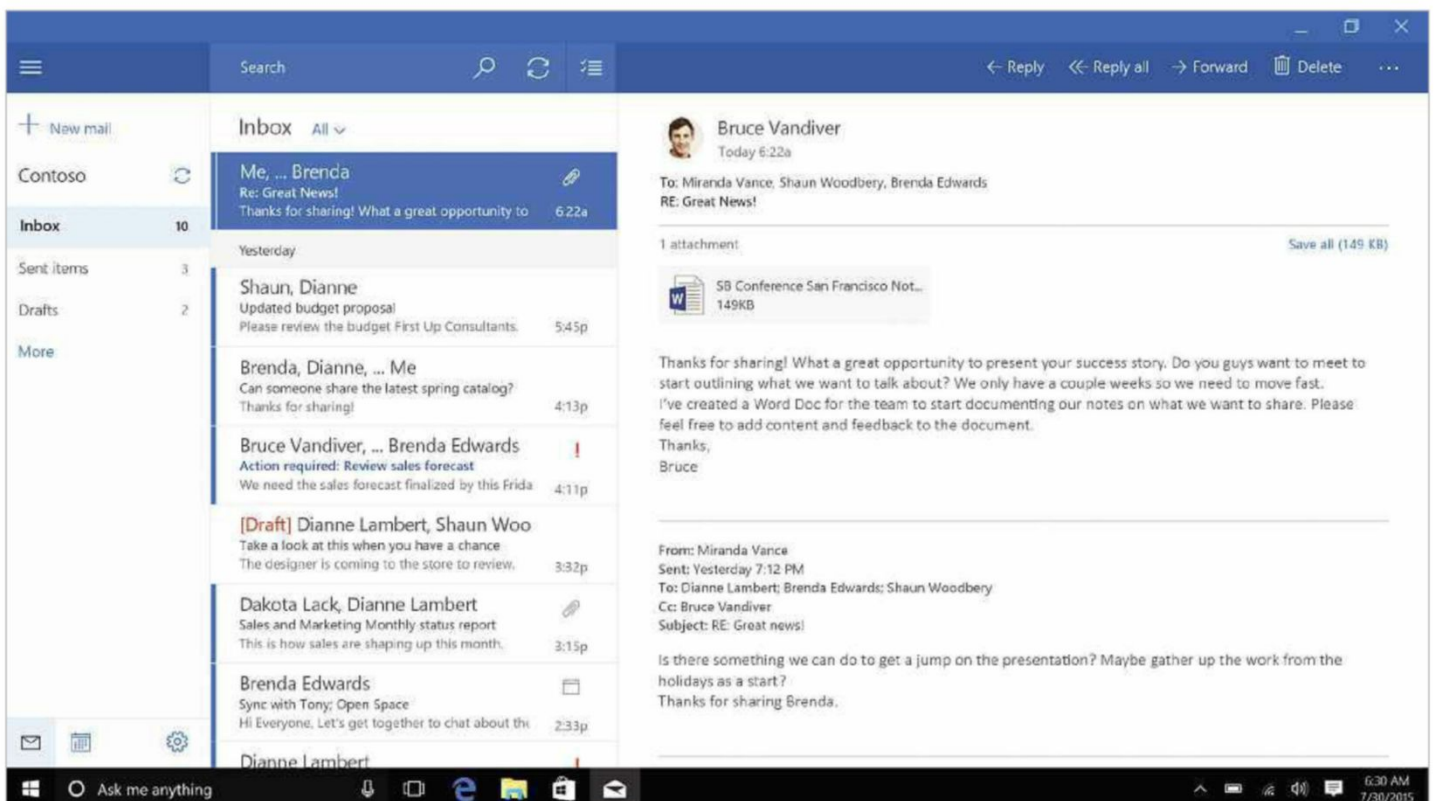 Search
Reply
Reply all
Forward
Delete
...
New mail
Contoso
Inbox 10
Sent items 3
Drafts 2
More
Inbox All
Me, ... Brenda
Re: Great News!
Thanks for sharing! What a great opportunity to 6:22a
Yesterday
Shaun, Dianne
Updated budget proposal
Please review the budget First Up Consultants. 5:45p
Brenda, Dianne, ... Me
Can someone share the latest spring catalog?
Thanks for sharing! 4:13p
Bruce Vandiver, ... Brenda Edwards
!
Action required: Review sales forecast
We need the sales forecast finalized by this Frida 4:11p
[Draft] Dianne Lambert, Shaun Woo
Take a look at this when you have a chance
The designer is coming to the store to review. 3:32p
Dakota Lack, Dianne Lambert
Sales and Marketing Monthly status report
This is how sales are shaping up this month. 3:15p
Brenda Edwards
Sync with Tony; Open Space
Hi Everyone, Let's get together to chat about the 2:33p
Dianne Lambert
!
Bruce Vandiver
Today 6:22a
To: Miranda Vance, Shaun Woodbery, Brenda Edwards
RE: Great News!
1 attachment Save all (149 KB)
W
SB Conference San Francisco Not...
149KB
Thanks for sharing! What a great opportunity to present your success story. Do you guys want to meet to
start outlining what we want to talk about? We only have a couple weeks so we need to move fast.
I've created a Word Doc for the team to start documenting our notes on what we want to share. Please
feel free to add content and feedback to the document.
Thanks,
Bruce
From: Miranda Vance
Sent: Yesterday 7:12 PM
To: Dianne Lambert; Brenda Edwards; Shaun Woodbery
Cc: Bruce Vandiver
Subject: RE: Great news!
Is there something we can do to get a jump on the presentation? Maybe gather up the work from the
holidays as a start?
Thanks for sharing Brenda.
Ask me anything
6:30 AM
7/30/2015